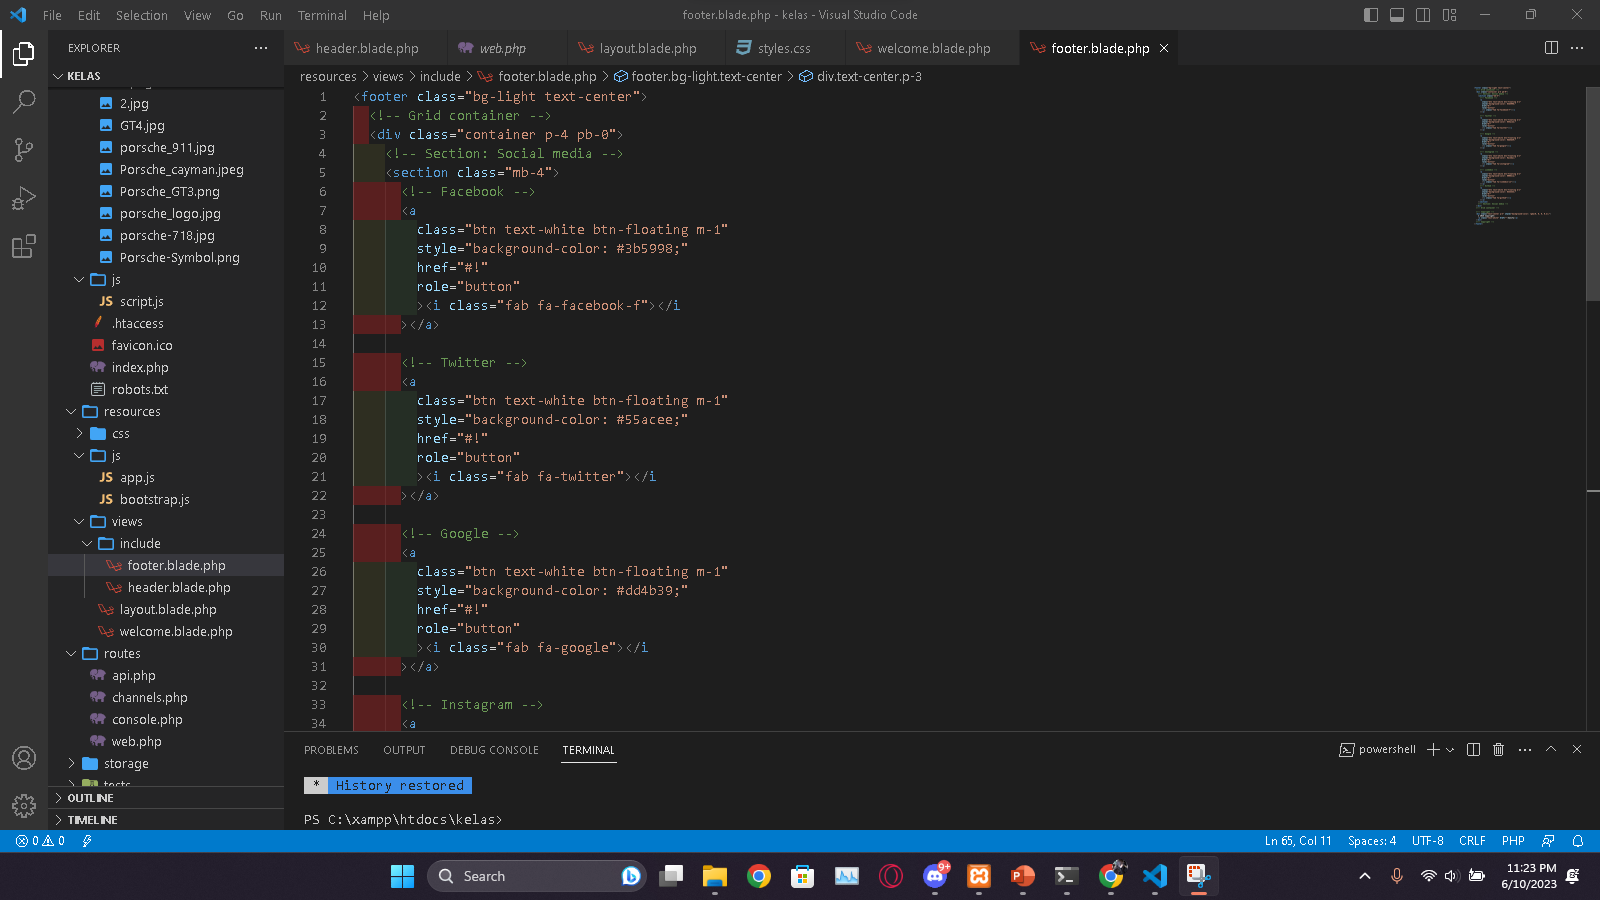 File Edit Selection View Go Run Terminal Help
footer.blade.php - kelas - Visual Studio Code
EXPLORER
KELAS
2.jpg
GT4.jpg
porsche_911.jpg
Porsche_cayman.jpeg
Porsche_GT3.png
porsche_logo.jpg
porsche-718.jpg
Porsche-Symbol.png
js
JS script.js
.htaccess
favicon.ico
index.php
robots.txt
resources
css
js
JS app.js
JS bootstrap.js
views
include
footer.blade.php
header.blade.php
layout.blade.php
welcome.blade.php
routes
api.php
channels.php
console.php
web.php
storage
tests
OUTLINE
TIMELINE
header.blade.php web.php layout.blade.php styles.css welcome.blade.php footer.blade.php
resources > views > include > footer.blade.php > footer.bg-light.text-center > div.text-center.p-3
1 <footer class="bg-light text-center">
2 <!-- Grid container -->
3 <div class="container p-4 pb-0">
4 <!-- Section: Social media -->
5 <section class="mb-4">
6 <!-- Facebook -->
7 <a
8 class="btn text-white btn-floating m-1"
9 style="background-color: #3b5998;"
10 href="#!"
11 role="button"
12 ><i class="fab fa-facebook-f"></i
13 ></a>
14
15 <!-- Twitter -->
16 <a
17 class="btn text-white btn-floating m-1"
18 style="background-color: #55acee;"
19 href="#!"
20 role="button"
21 ><i class="fab fa-twitter"></i
22 ></a>
23
24 <!-- Google -->
25 <a
26 class="btn text-white btn-floating m-1"
27 style="background-color: #dd4b39;"
28 href="#!"
29 role="button"
30 ><i class="fab fa-google"></i
31 ></a>
32
33 <!-- Instagram -->
34 <a
PROBLEMS OUTPUT DEBUG CONSOLE TERMINAL
powershell
* History restored
PS C:\xampp\htdocs\kelas>
0 0
Ln 65, Col 11 Spaces: 4 UTF-8 CRLF PHP
Search
9+
11:23 PM
6/10/2023